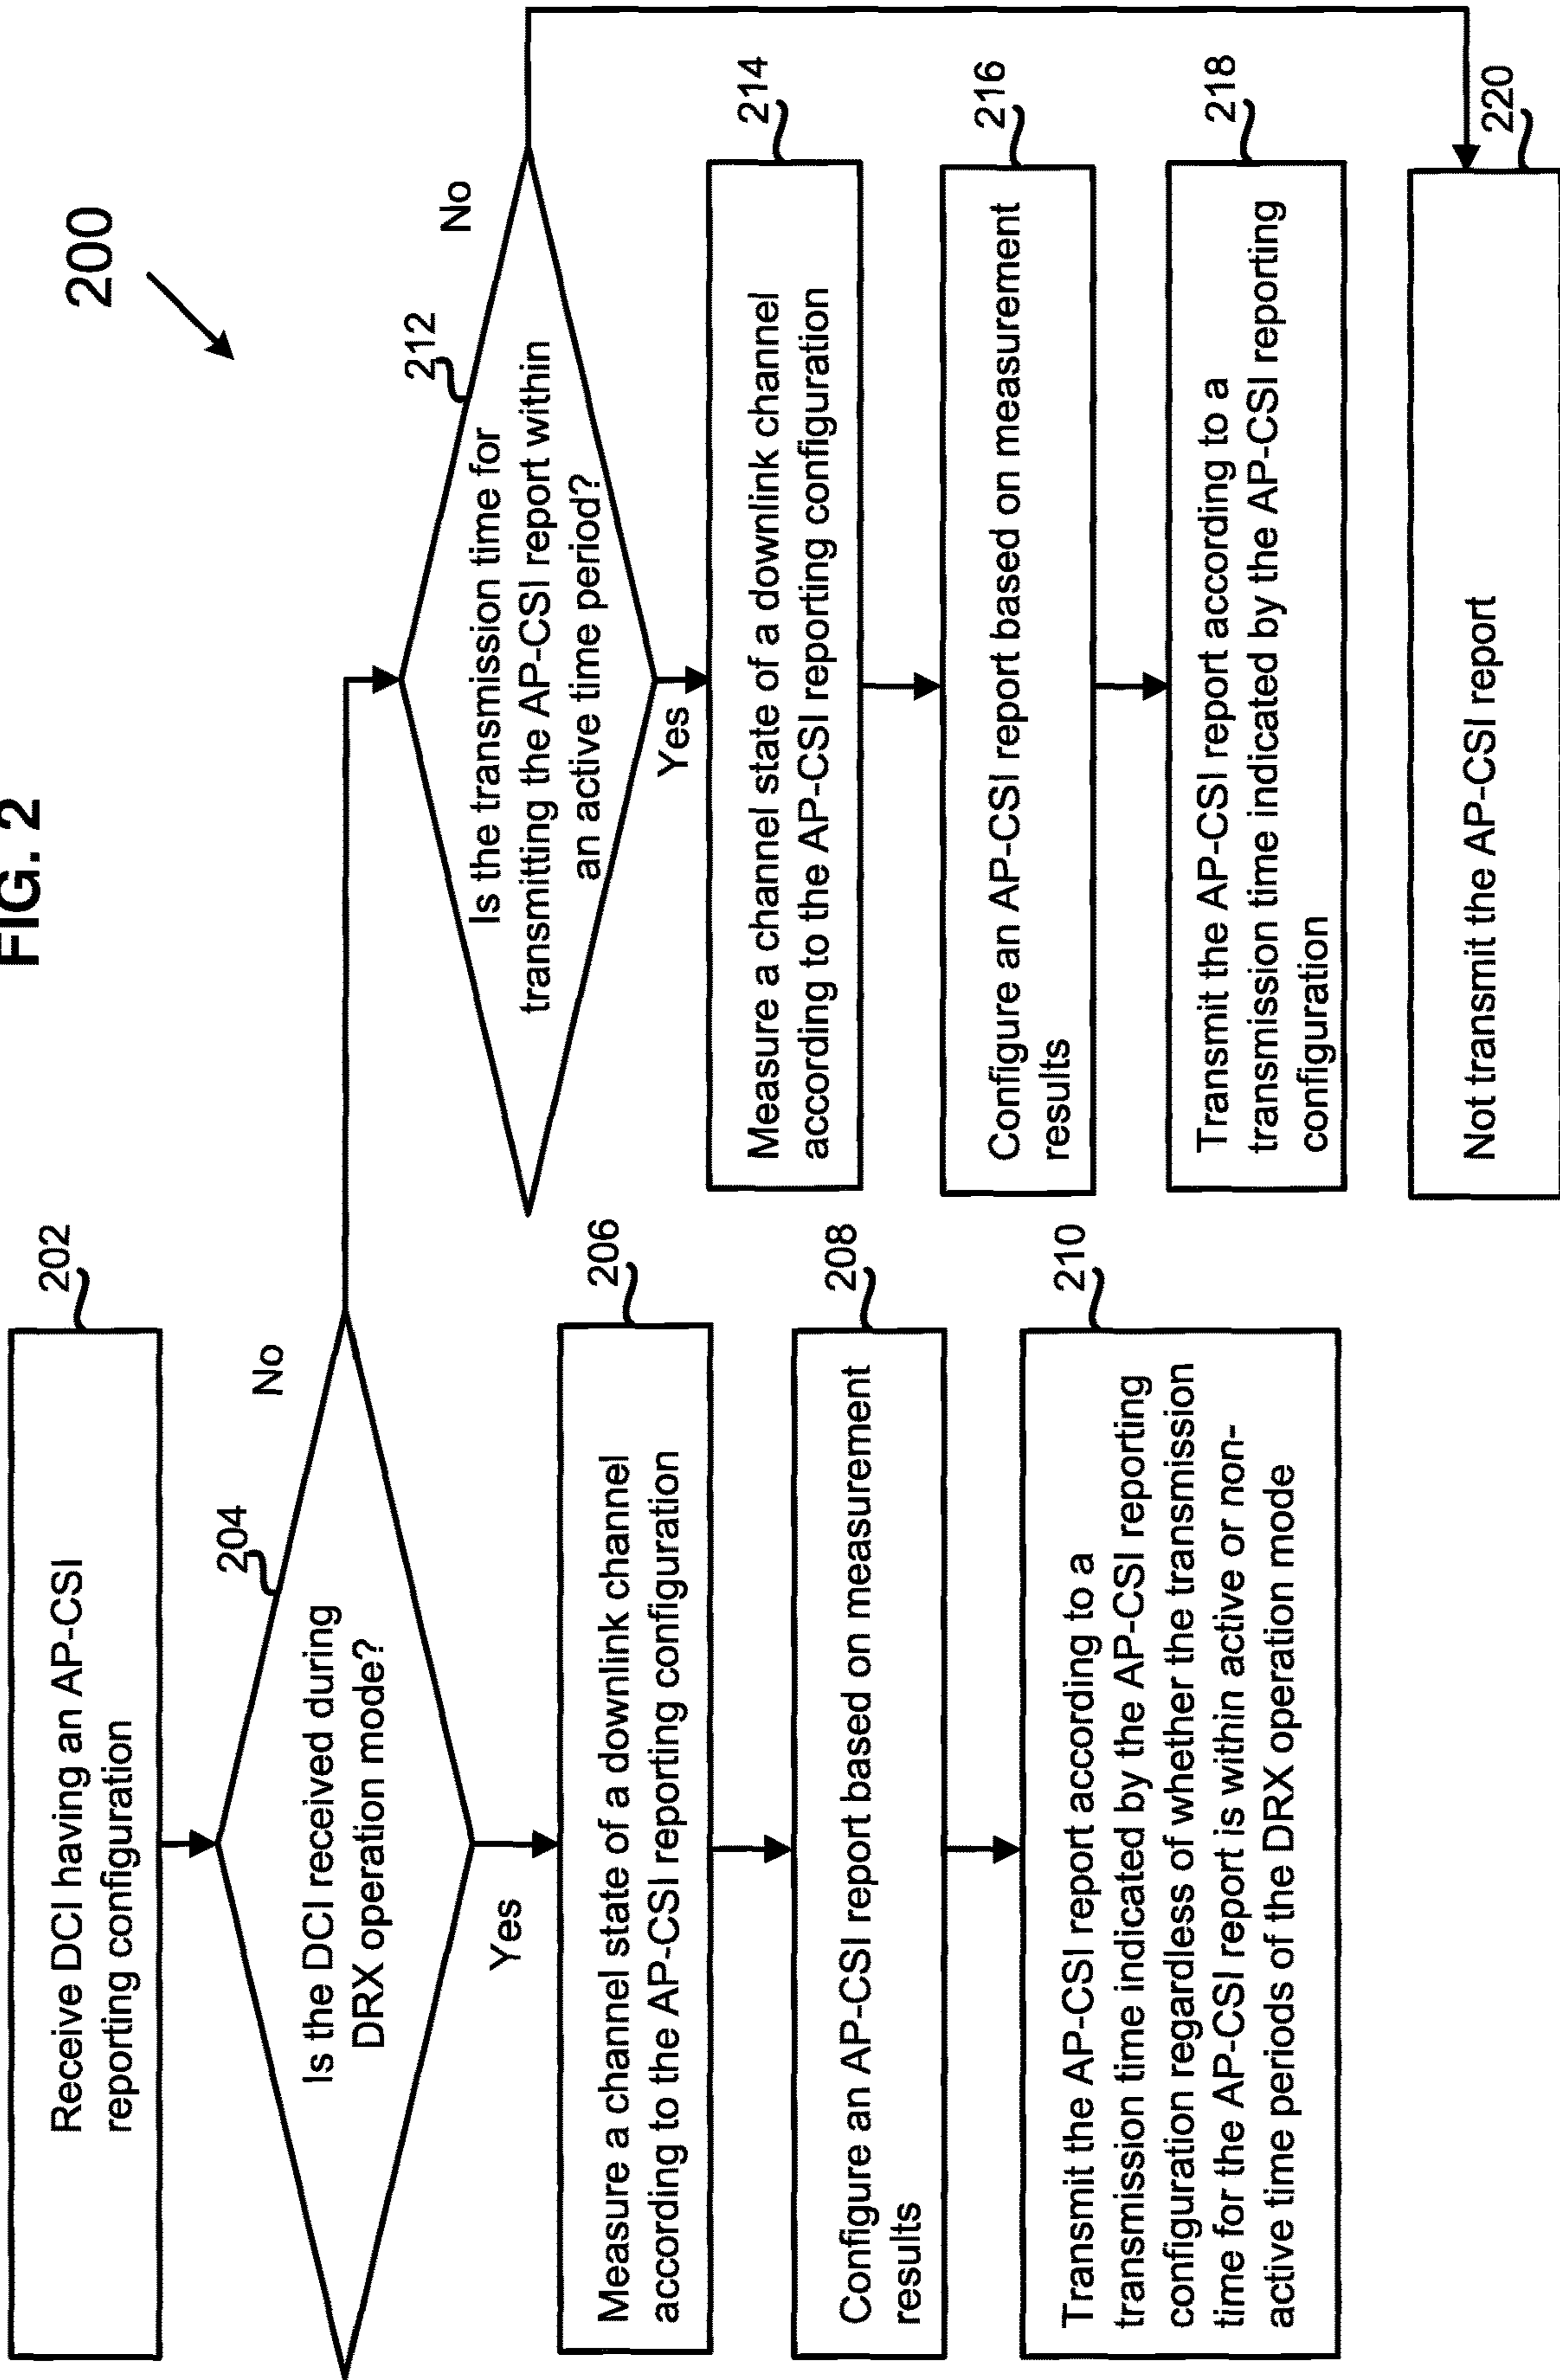 FIG. 2
200
202
Receive DCI having an AP-CSI
reporting configuration
204
Is the DCI received during
DRX operation mode?
No
Yes
206
Measure a channel state of a downlink channel
according to the AP-CSI reporting configuration
208
Configure an AP-CSI report based on measurement
results
210
Transmit the AP-CSI report according to a
transmission time indicated by the AP-CSI reporting
configuration regardless of whether the transmission
time for the AP-CSI report is within active or non-
active time periods of the DRX operation mode
212
Is the transmission time for
transmitting the AP-CSI report within
an active time period?
No
Yes
214
Measure a channel state of a downlink channel
according to the AP-CSI reporting configuration
216
Configure an AP-CSI report based on measurement
results
218
Transmit the AP-CSI report according to a
transmission time indicated by the AP-CSI reporting
configuration
220
Not transmit the AP-CSI report